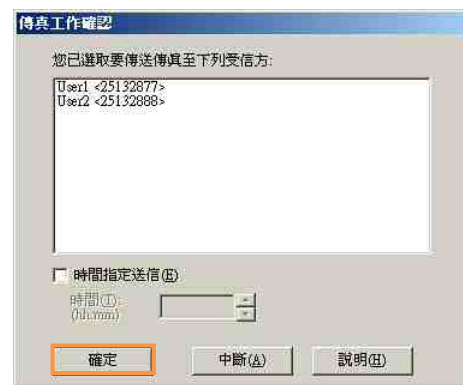 傳真工作確認
您已選取要傳送傳真至下列受信方:
User1 <25132877>
User2 <25132888>
時間指定送信(E)
時間(T):
(hh:mm)
確定 中斷(A) 說明(H)